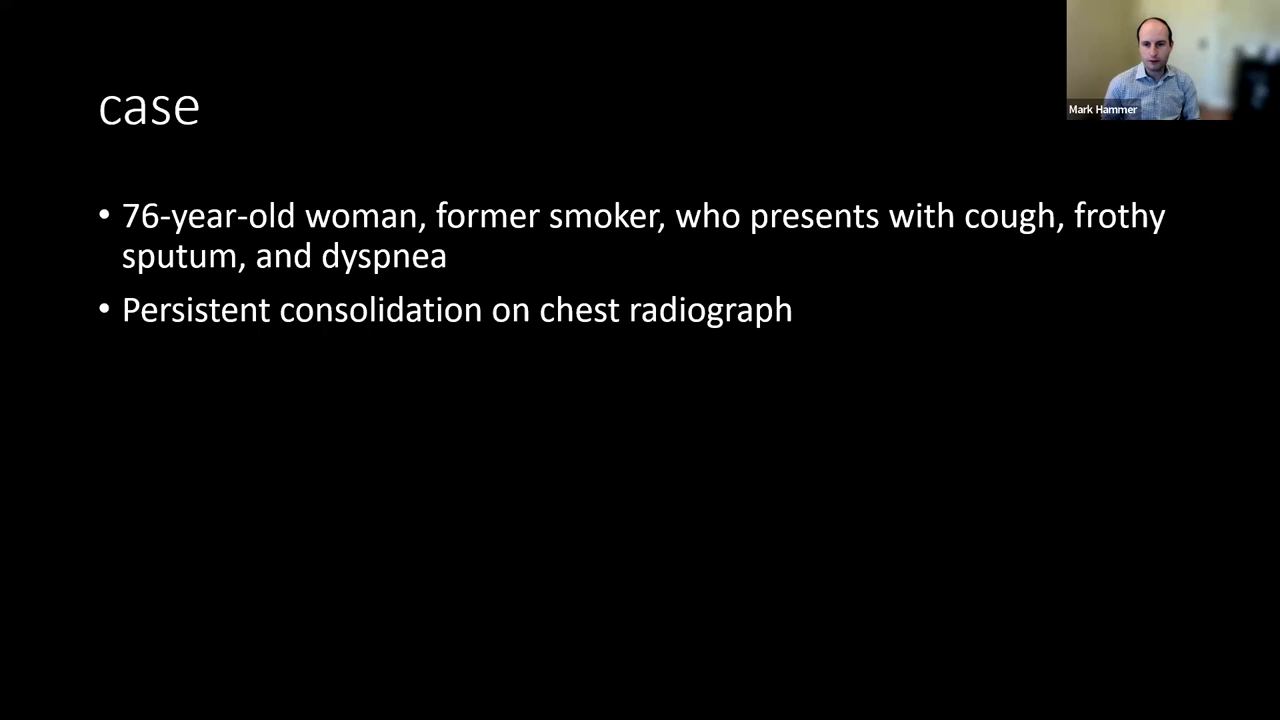 Mark Hammer
case
• 76-year-old woman, former smoker, who presents with cough, frothy
sputum, and dyspnea
• Persistent consolidation on chest radiograph